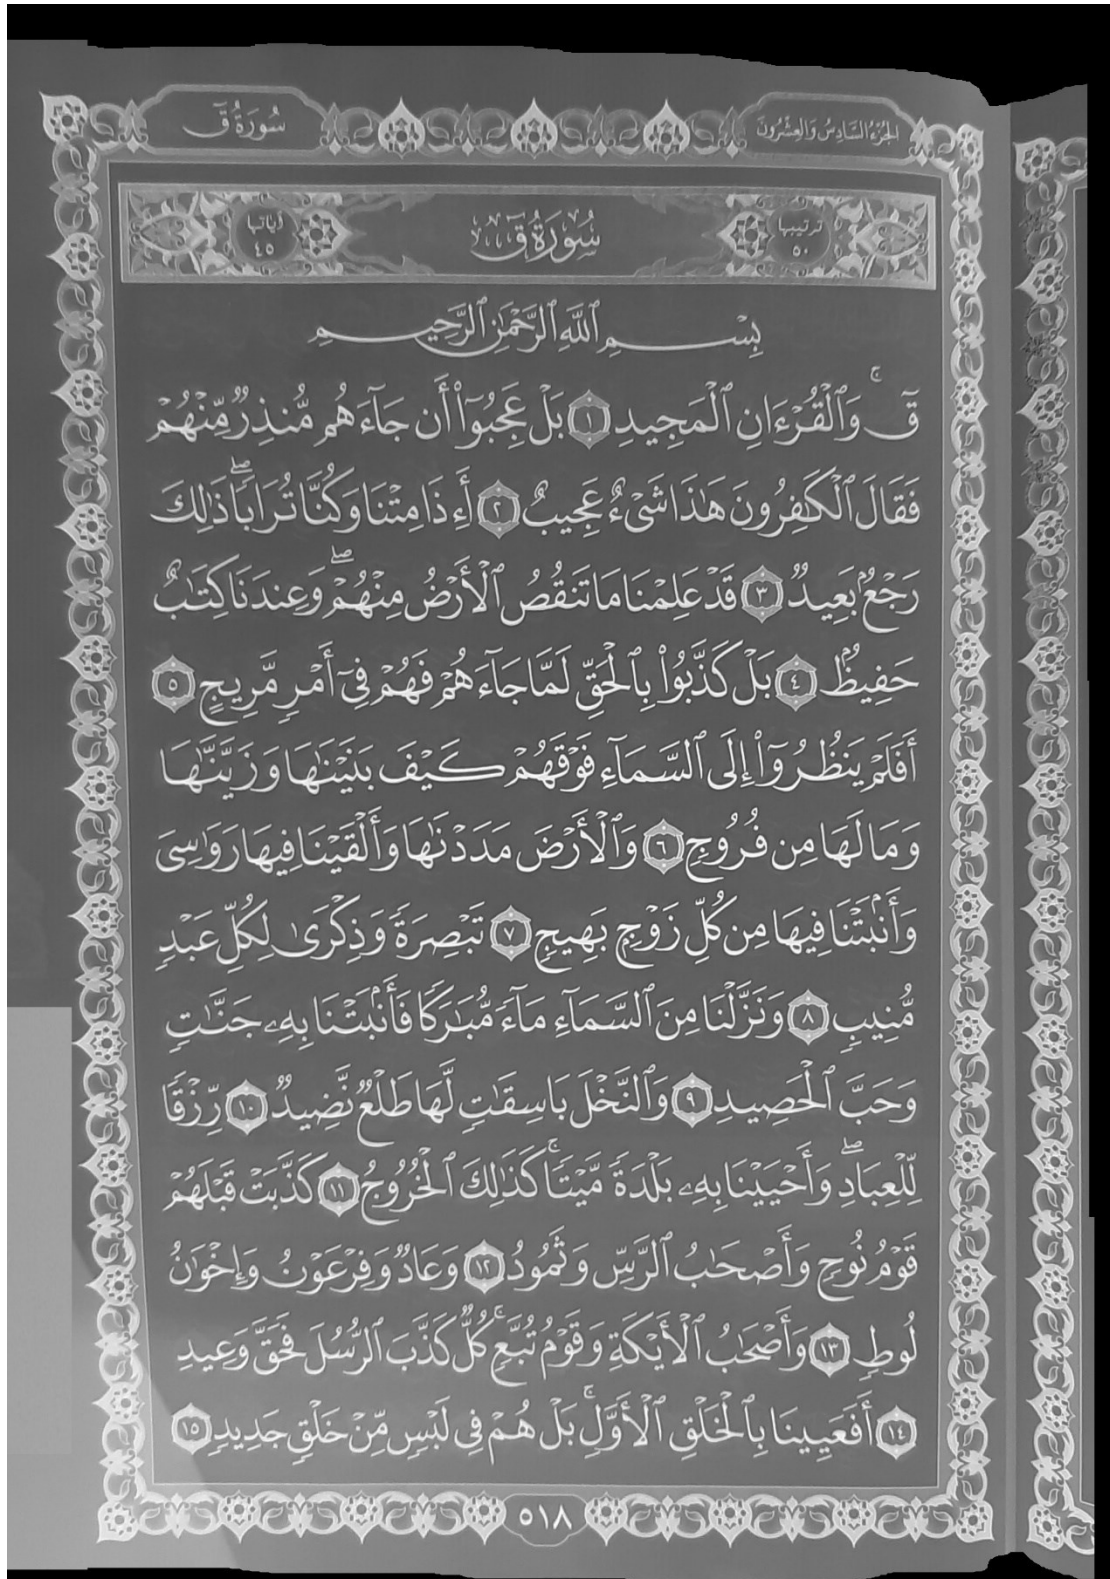 الجزء السادس والعشرون
سورة ق
ترتيبها ٥٠
سُورَةُ قٓ
آياتها ٤٥
بِسْمِ ٱللَّهِ ٱلرَّحْمَٰنِ ٱلرَّحِيمِ
قٓۚ وَٱلْقُرْءَانِ ٱلْمَجِيدِ ١ بَلْ عَجِبُوٓا۟ أَن جَآءَهُم مُّنذِرٌ مِّنْهُمْ
فَقَالَ ٱلْكَٰفِرُونَ هَٰذَا شَىْءٌ عَجِيبٌ ٢ أَءِذَا مِتْنَا وَكُنَّا تُرَابًاۖ ذَٰلِكَ
رَجْعٌۢ بَعِيدٌ ٣ قَدْ عَلِمْنَا مَا تَنقُصُ ٱلْأَرْضُ مِنْهُمْۖ وَعِندَنَا كِتَٰبٌ
حَفِيظٌۢ ٤ بَلْ كَذَّبُوا۟ بِٱلْحَقِّ لَمَّا جَآءَهُمْ فَهُمْ فِىٓ أَمْرٍ مَّرِيجٍ ٥
أَفَلَمْ يَنظُرُوٓا۟ إِلَى ٱلسَّمَآءِ فَوْقَهُمْ كَيْفَ بَنَيْنَٰهَا وَزَيَّنَّٰهَا
وَمَا لَهَا مِن فُرُوجٍ ٦ وَٱلْأَرْضَ مَدَدْنَٰهَا وَأَلْقَيْنَا فِيهَا رَوَٰسِىَ
وَأَنۢبَتْنَا فِيهَا مِن كُلِّ زَوْجٍۭ بَهِيجٍ ٧ تَبْصِرَةً وَذِكْرَىٰ لِكُلِّ عَبْدٍ
مُّنِيبٍ ٨ وَنَزَّلْنَا مِنَ ٱلسَّمَآءِ مَآءً مُّبَٰرَكًا فَأَنۢبَتْنَا بِهِۦ جَنَّٰتٍ
وَحَبَّ ٱلْحَصِيدِ ٩ وَٱلنَّخْلَ بَاسِقَٰتٍ لَّهَا طَلْعٌ نَّضِيدٌ ١٠ رِّزْقًا
لِّلْعِبَادِۖ وَأَحْيَيْنَا بِهِۦ بَلْدَةً مَّيْتًاۚ كَذَٰلِكَ ٱلْخُرُوجُ ١١ كَذَّبَتْ قَبْلَهُمْ
قَوْمُ نُوحٍ وَأَصْحَٰبُ ٱلرَّسِّ وَثَمُودُ ١٢ وَعَادٌ وَفِرْعَوْنُ وَإِخْوَٰنُ
لُوطٍ ١٣ وَأَصْحَٰبُ ٱلْأَيْكَةِ وَقَوْمُ تُبَّعٍۚ كُلٌّ كَذَّبَ ٱلرُّسُلَ فَحَقَّ وَعِيدِ
١٤ أَفَعَيِينَا بِٱلْخَلْقِ ٱلْأَوَّلِۚ بَلْ هُمْ فِى لَبْسٍ مِّنْ خَلْقٍ جَدِيدٍ ١٥
٥١٨